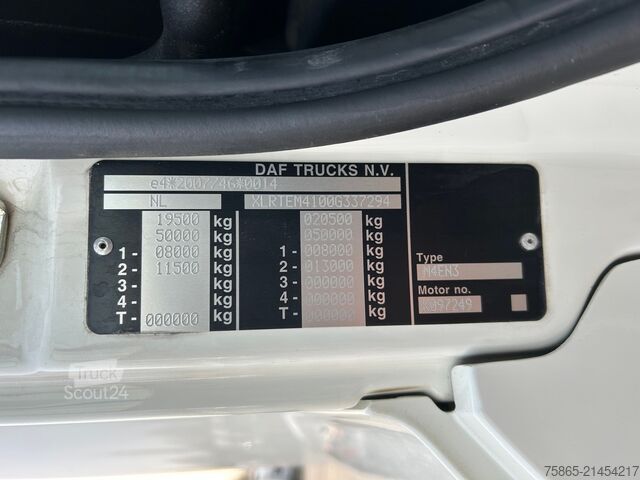 DAF TRUCKS N.V.
e4*2007/46*0014
NL XLRTEM4100G337294
19500 kg 020500 kg
50000 kg 050000 kg
1- 08000 kg 1- 008000 kg
2- 11500 kg 2- 013000 kg
3- kg 3- 000000 kg
4- kg 4- 000000 kg
T- 000000 kg T- 000000 kg
Type
M4EN3
Motor no.
K097249
Truck
Scout24
75865-21454217